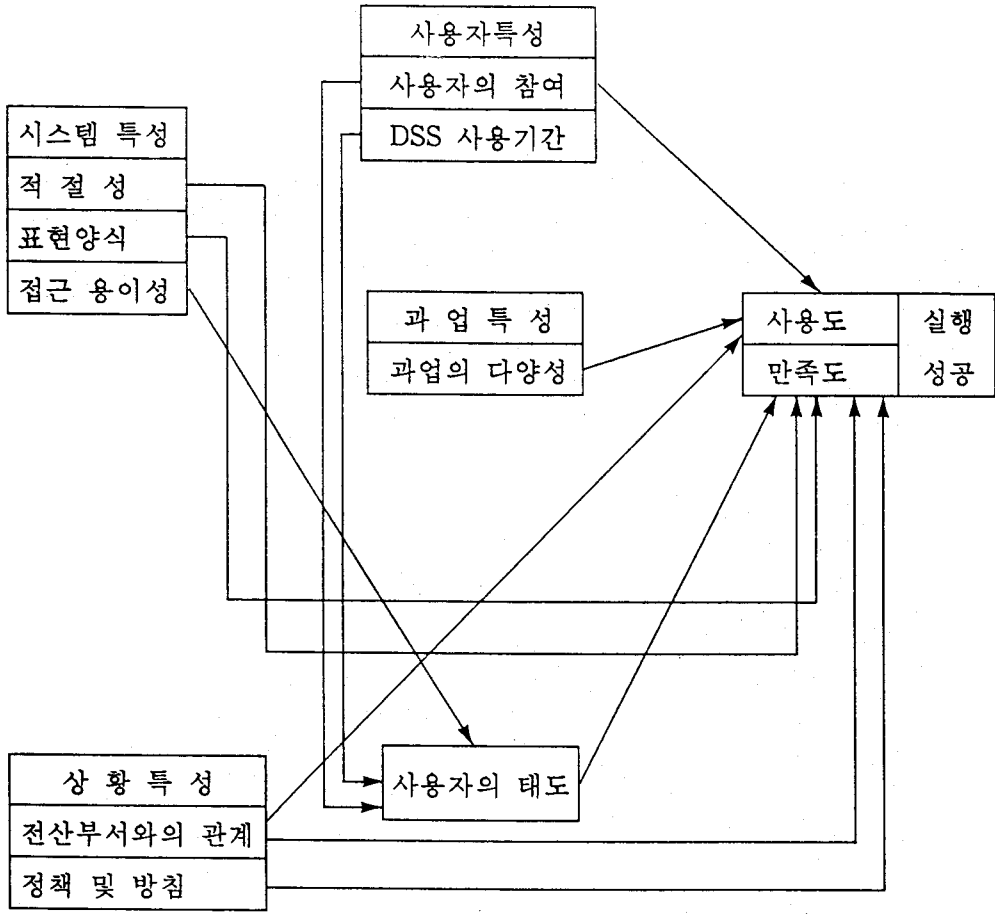 사용자특성
사용자의 참여
DSS 사용기간
시스템 특성
적 절 성
표현양식
접근 용이성
과 업 특 성
과업의 다양성
사용도
만족도
실행
성공
사용자의 태도
상 황 특 성
전산부서와의 관계
정책 및 방침